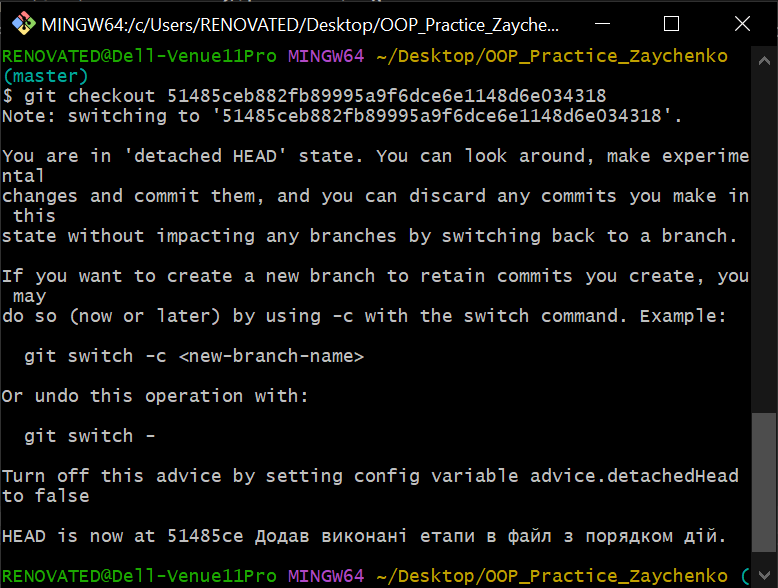 MINGW64:/c/Users/RENOVATED/Desktop/OOP_Practice_Zayche...
RENOVATED@Dell-Venue11Pro MINGW64 ~/Desktop/OOP_Practice_Zaychenko
(master)
$ git checkout 51485ceb882fb89995a9f6dce6e1148d6e034318
Note: switching to '51485ceb882fb89995a9f6dce6e1148d6e034318'.
You are in 'detached HEAD' state. You can look around, make experime
ntal
changes and commit them, and you can discard any commits you make in
this
state without impacting any branches by switching back to a branch.
If you want to create a new branch to retain commits you create, you
may
do so (now or later) by using -c with the switch command. Example:
git switch -c <new-branch-name>
Or undo this operation with:
git switch -
Turn off this advice by setting config variable advice.detachedHead
to false
HEAD is now at 51485ce Додав виконані етапи в файл з порядком дій.
RENOVATED@Dell-Venue11Pro MINGW64 ~/Desktop/OOP_Practice_Zaychenko (